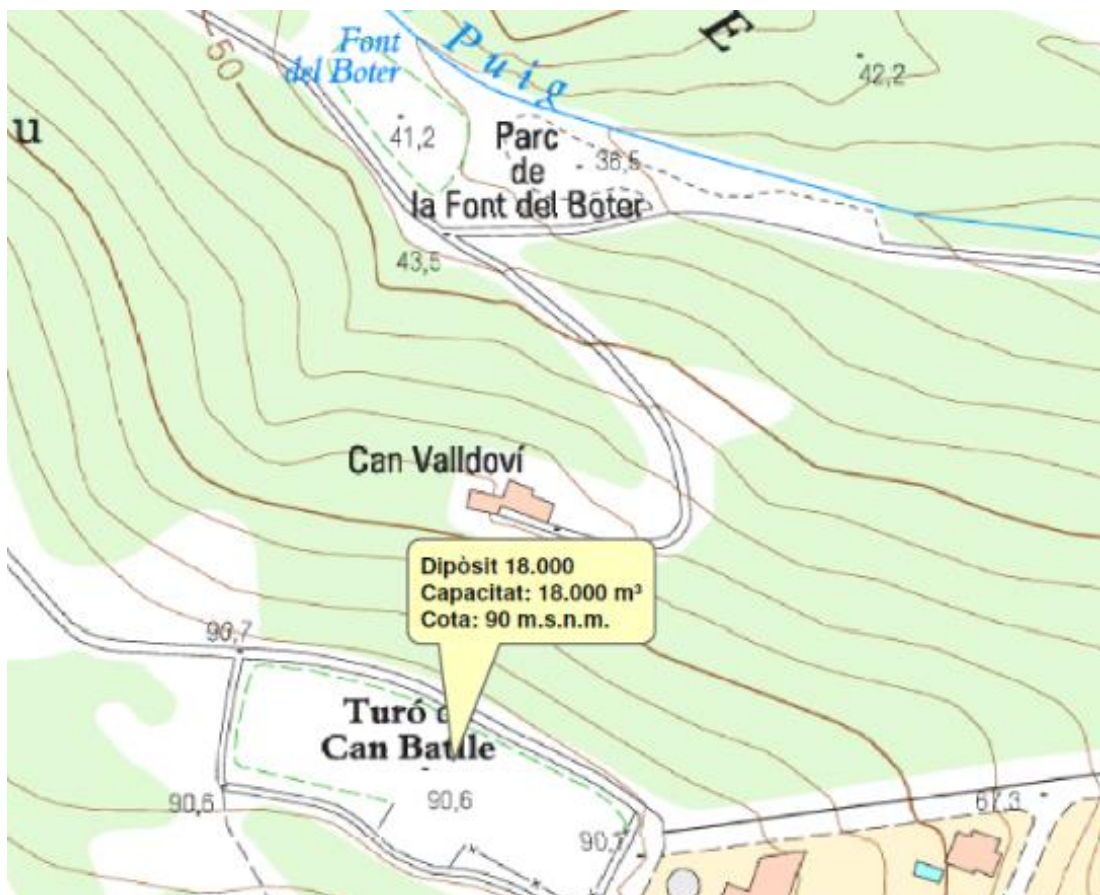 50
Font
del Boter
Puig
E
42,2
u
41,2
Parc
de
la Font del Boter
36,5
43,5
Can Valldoví
Dipòsit 18.000
Capacitat: 18.000 m³
Cota: 90 m.s.n.m.
90,7
Turó
Can Batlle
90,6
90,6
67,3